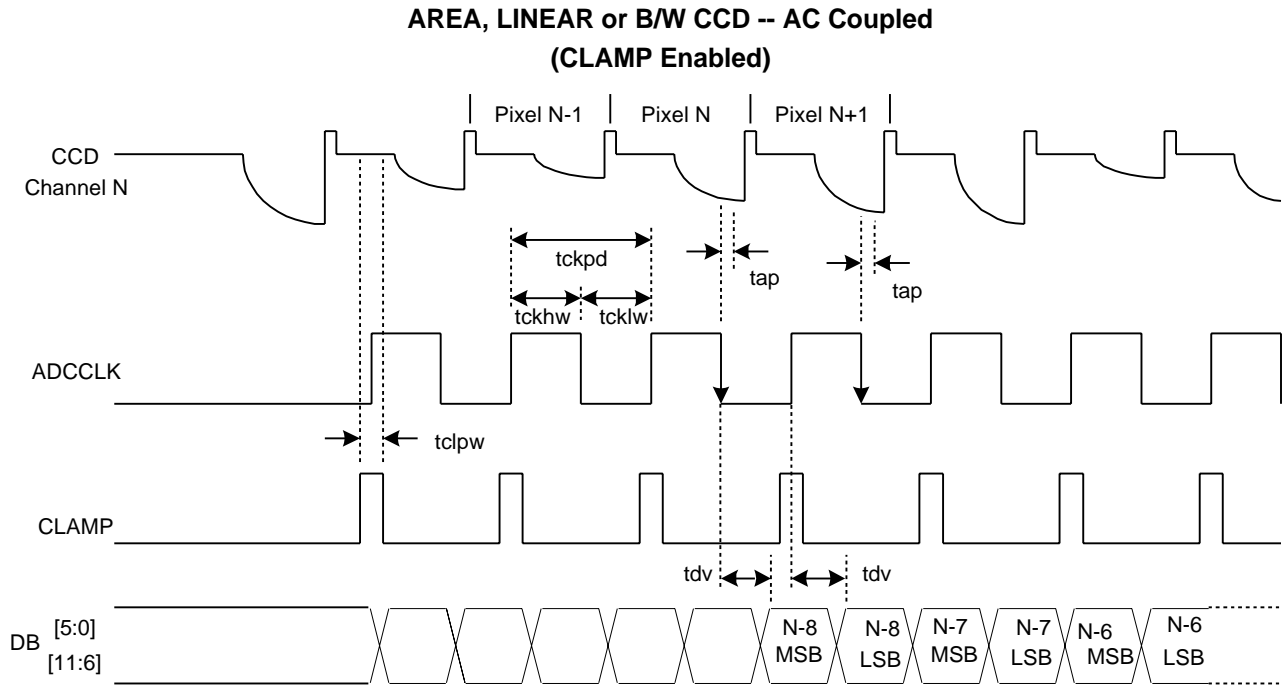 AREA, LINEAR or B/W CCD -- AC Coupled
(CLAMP Enabled)
Pixel N-1
Pixel N
Pixel N+1
CCD
Channel N
tckpd
tap
tap
tckhw
tcklw
ADCCLK
tclpw
CLAMP
tdv
tdv
DB
[5:0]
[11:6]
N-8
MSB
N-8
LSB
N-7
MSB
N-7
LSB
N-6
MSB
N-6
LSB